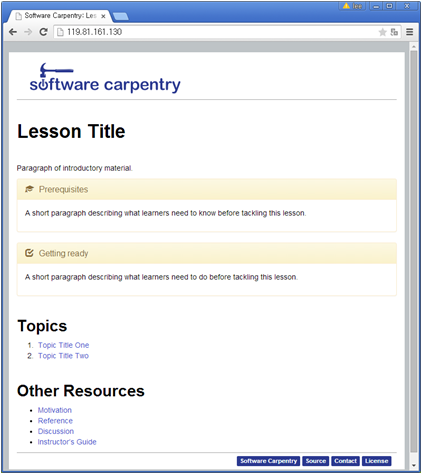 Software Carpentry: Les
119.81.161.130
software carpentry
Lesson Title
Paragraph of introductory material.
Prerequisites
A short paragraph describing what learners need to know before tackling this lesson.
Getting ready
A short paragraph describing what learners need to do before tackling this lesson.
Topics
1. Topic Title One
2. Topic Title Two
Other Resources
• Motivation
• Reference
• Discussion
• Instructor's Guide
Software Carpentry Source Contact License